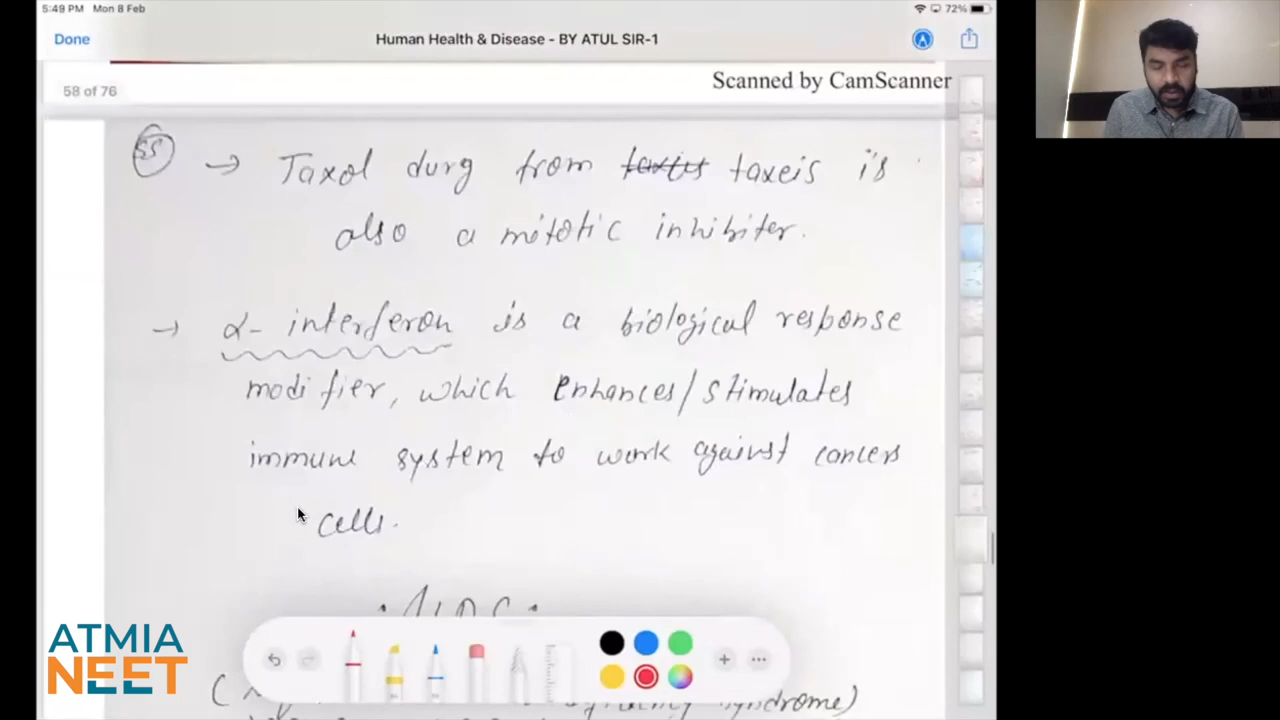 5:49 PM Mon 8 Feb
72%
Done
Human Health & Disease - BY ATUL SIR-1
58 of 76
Scanned by CamScanner
55
→ Taxol durg from taxeis is
also a mitotic inhibiter.
→ α- interferon is a biological response
modifier, which Enhances/stimulates
immune system to work against cancers
cells.
syndrome)
ATMIA
NEET